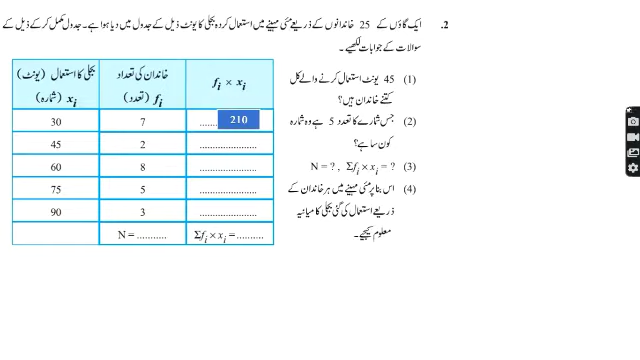 2. ایک گاؤں کے 25 خاندانوں کے ذریعے مئی مہینے میں استعمال کردہ بجلی کا یونٹ ذیل کے جدول میں دیا ہوا ہے۔ جدول مکمل کر کے ذیل کے
سوالات کے جوابات لکھیے۔
بجلی کا استعمال (یونٹ) (شمارہ) xᵢ
خاندان کی تعداد (تعدد) fᵢ
fᵢ × xᵢ
30 7 ...... 210
45 2 ......................
60 8 ......................
75 5 ......................
90 3 ......................
N = ........... Σfᵢ × xᵢ = ..........
(1) 45 یونٹ استعمال کرنے والے کل
کتنے خاندان ہیں؟
(2) جس شمارے کا تعدد 5 ہے وہ شمارہ
کون سا ہے؟
(3) N = ? , Σfᵢ × xᵢ = ?
(4) اس بنا پر مئی مہینے میں ہر خاندان کے
ذریعے استعمال کی گئی بجلی کا میانیہ
معلوم کیجیے۔